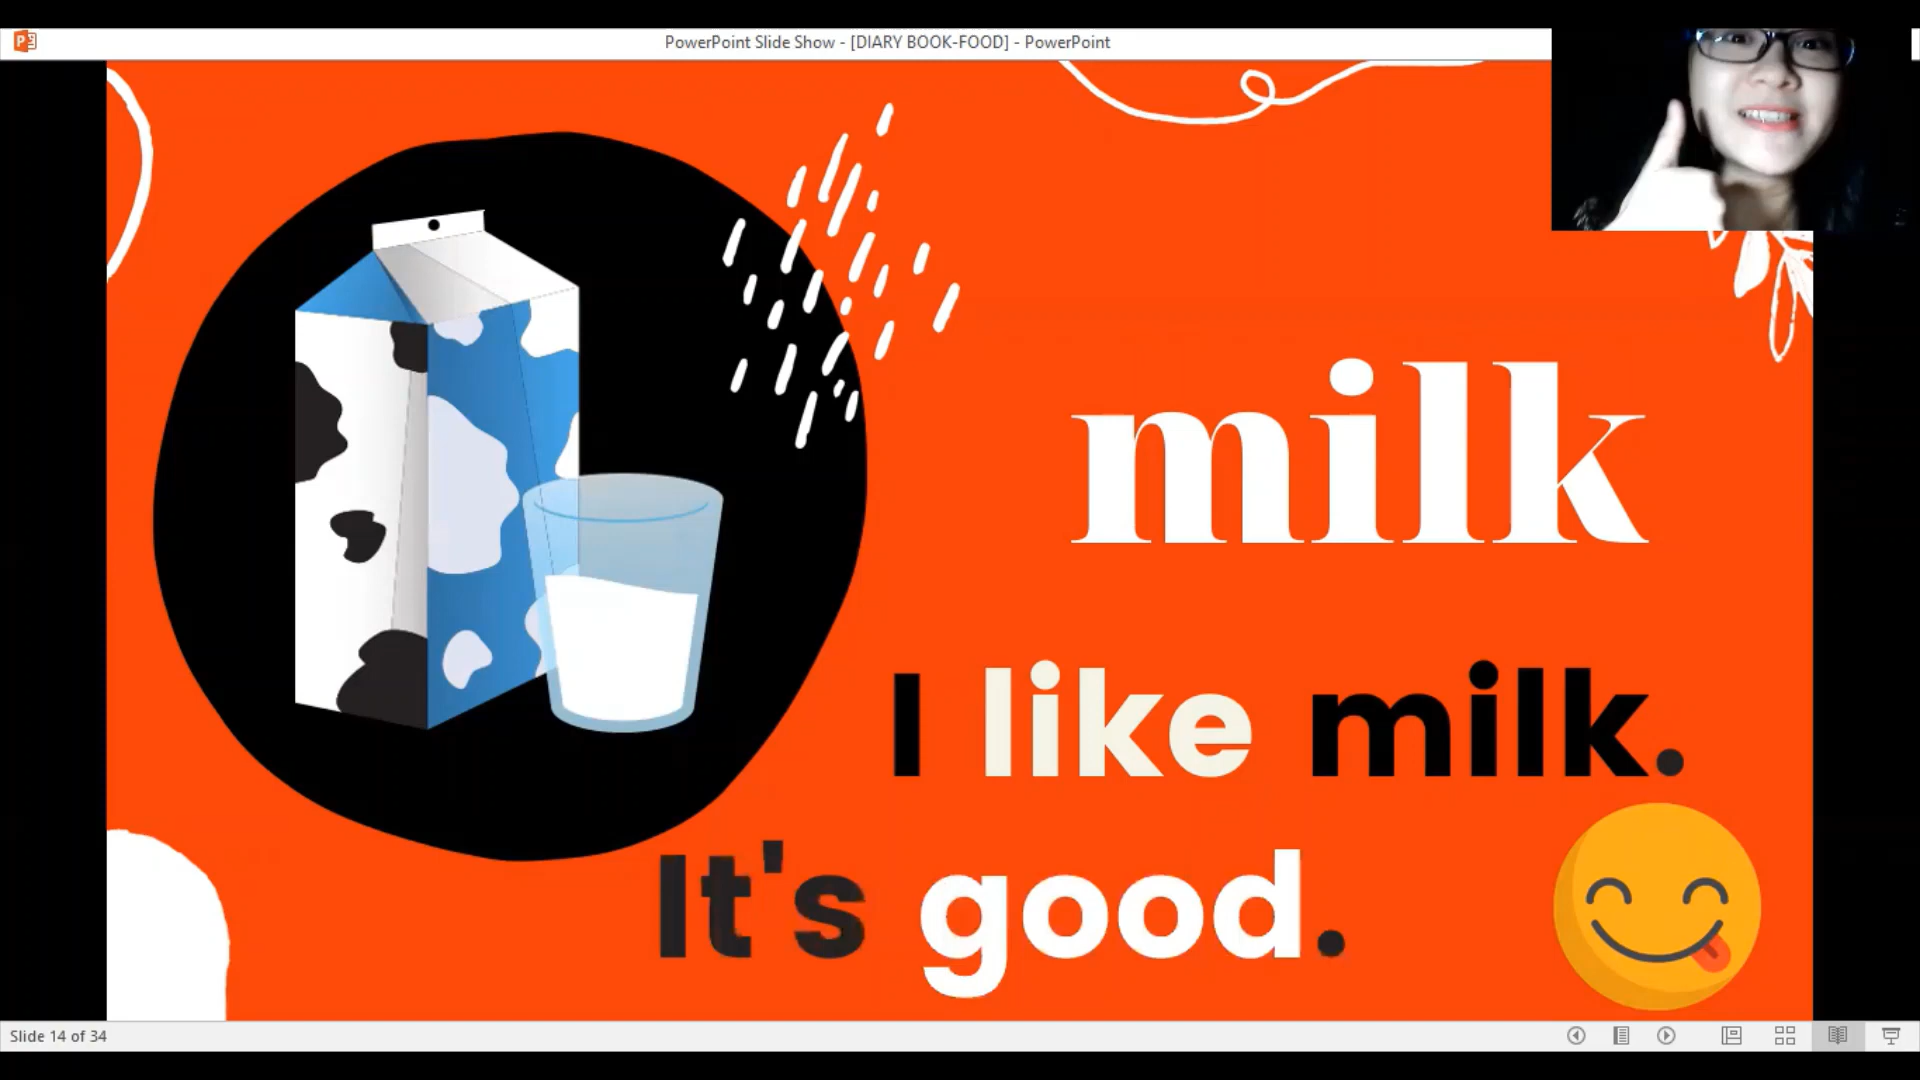 PowerPoint Slide Show - [DIARY BOOK-FOOD] - PowerPoint
milk
I like milk.
It's good.
Slide 14 of 34